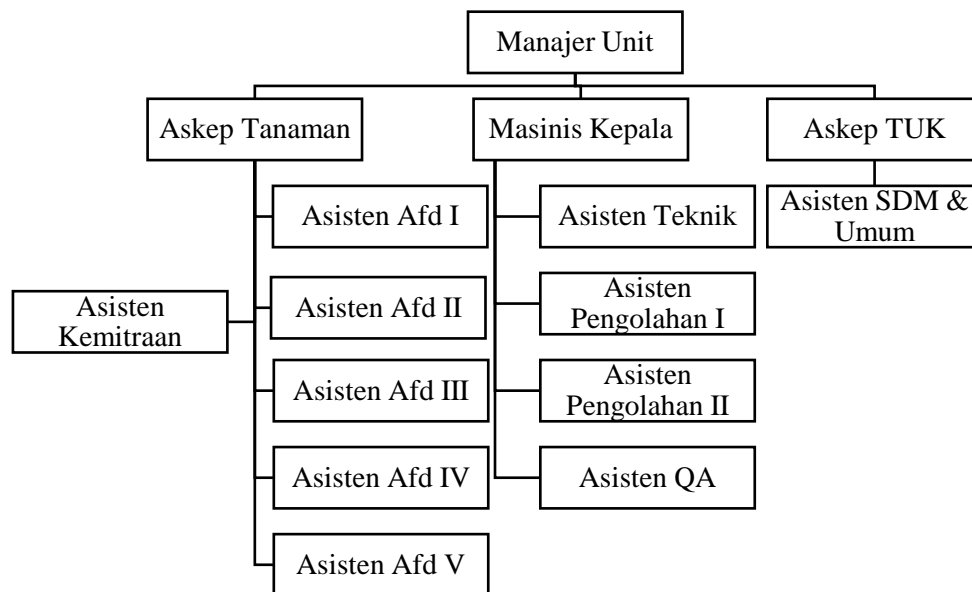 Manajer Unit
Askep Tanaman
Masinis Kepala
Askep TUK
Asisten Afd I
Asisten Teknik
Asisten SDM &
Umum
Asisten
Kemitraan
Asisten Afd II
Asisten
Pengolahan I
Asisten Afd III
Asisten
Pengolahan II
Asisten Afd IV
Asisten QA
Asisten Afd V